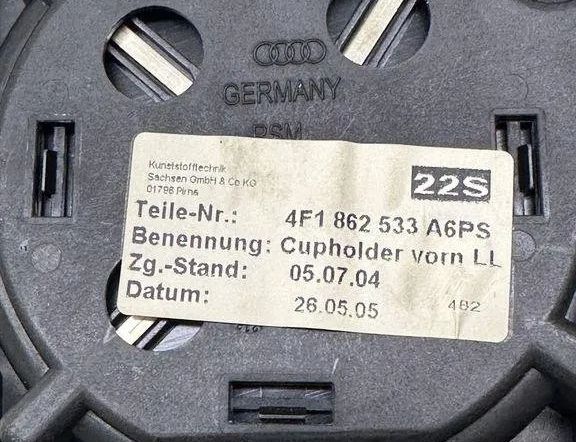 GERMANY
PSM
Kunststofftechnik
Sachsen GmbH & Co KG
01796 Pirna
22S
Teile-Nr.: 4F1 862 533 A6PS
Benennung: Cupholder vorn LL
Zg.-Stand: 05.07.04
Datum: 26.05.05 482